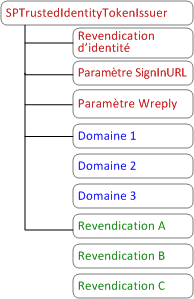 SPTrustedIdentityTokenIssuer
Revendication
d'identité
Paramètre SignInURL
Paramètre Wreply
Domaine 1
Domaine 2
Domaine 3
Revendication A
Revendication B
Revendication C